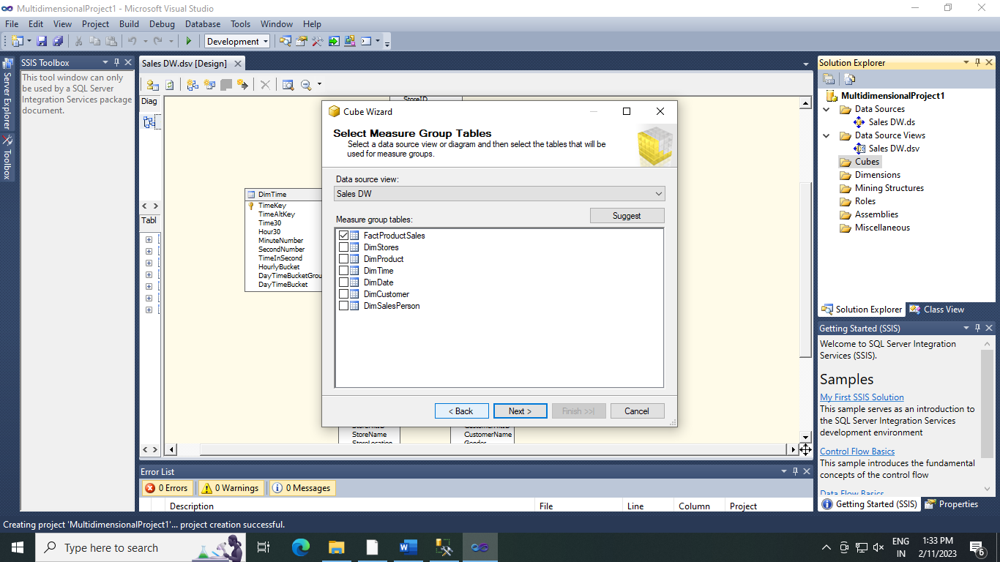 MultidimensionalProject1 - Microsoft Visual Studio
File Edit View Project Build Debug Database Tools Window Help
Development
Server Explorer
Toolbox
SSIS Toolbox
This tool window can only
be used by a SQL Server
Integration Services package
document.
Sales DW.dsv [Design]
Diag
Tabl
StoreID
DimTime
TimeKey
TimeAltKey
Time30
Hour30
MinuteNumber
SecondNumber
TimeInSecond
HourlyBucket
DayTimeBucketGrou
DayTimeBucket
Cube Wizard
Select Measure Group Tables
Select a data source view or diagram and then select the tables that will be
used for measure groups.
Data source view:
Sales DW
Suggest
Measure group tables:
FactProductSales
DimStores
DimProduct
DimTime
DimDate
DimCustomer
DimSalesPerson
< Back
Next >
Finish >>|
Cancel
StoreName
StoreLocation
CustomerName
Gender
Error List
0 Errors
0 Warnings
0 Messages
Description File Line Column Project
Solution Explorer
MultidimensionalProject1
Data Sources
Sales DW.ds
Data Source Views
Sales DW.dsv
Cubes
Dimensions
Mining Structures
Roles
Assemblies
Miscellaneous
Solution Explorer
Class View
Getting Started (SSIS)
Welcome to SQL Server Integration
Services (SSIS).
Samples
My First SSIS Solution
This sample serves as an introduction to
the SQL Server Integration Services
development environment
Control Flow Basics
This sample introduces the fundamental
concepts of the control flow
Data Flow Basics
Getting Started (SSIS)
Properties
Creating project 'MultidimensionalProject1'... project creation successful.
Type here to search
ENG
IN
1:33 PM
2/11/2023
6